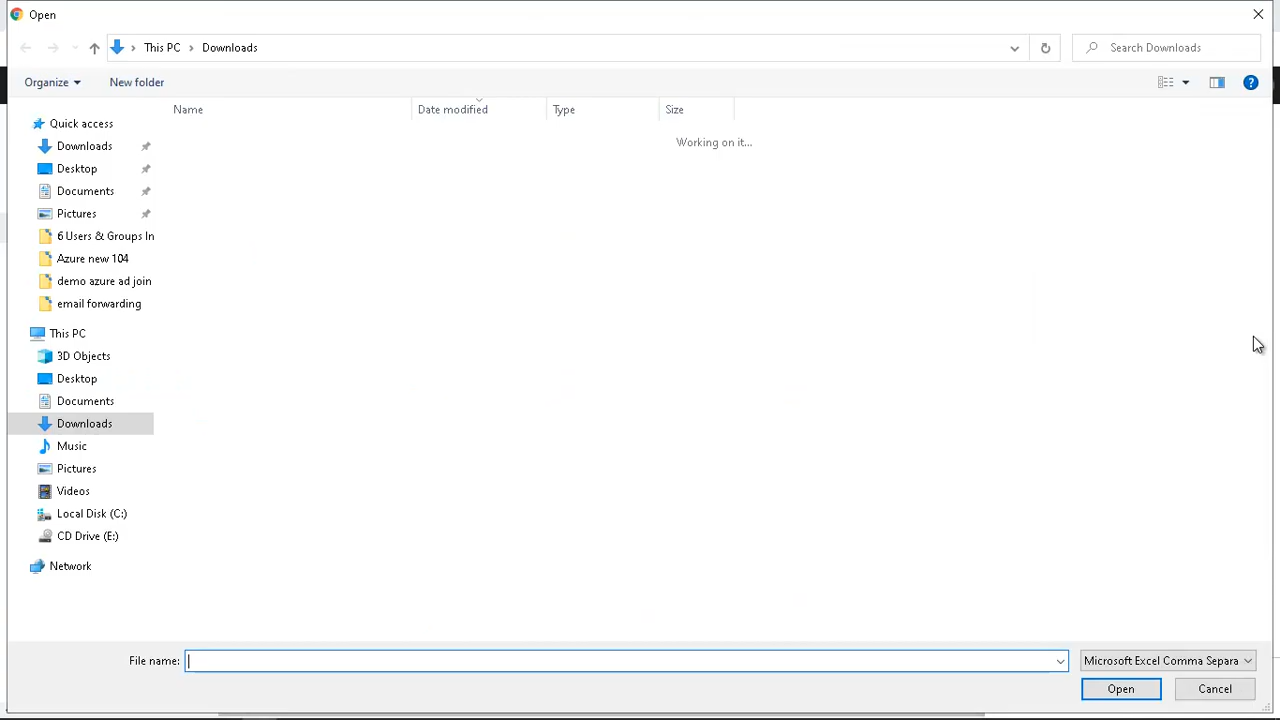 Open
This PC
Downloads
Search Downloads
Organize
New folder
Name
Date modified
Type
Size
Working on it...
Quick access
Downloads
Desktop
Documents
Pictures
6 Users & Groups In
Azure new 104
demo azure ad join
email forwarding
This PC
3D Objects
Desktop
Documents
Downloads
Music
Pictures
Videos
Local Disk (C:)
CD Drive (E:)
Network
File name:
Microsoft Excel Comma Separa
Open
Cancel